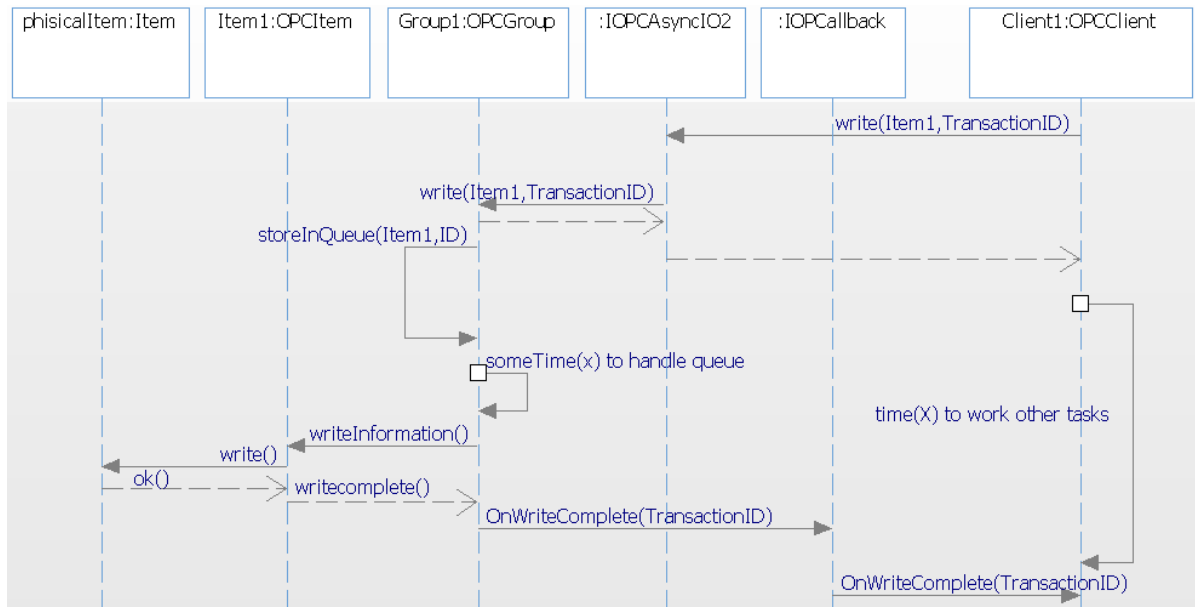 phisicalItem:Item
Item1:OPCItem
Group1:OPCGroup
:IOPCAsyncIO2
:IOPCallback
Client1:OPCClient
write(Item1,TransactionID)
write(Item1,TransactionID)
storeInQueue(Item1,ID)
someTime(x) to handle queue
time(X) to work other tasks
writeInformation()
write()
ok()
writecomplete()
OnWriteComplete(TransactionID)
OnWriteComplete(TransactionID)